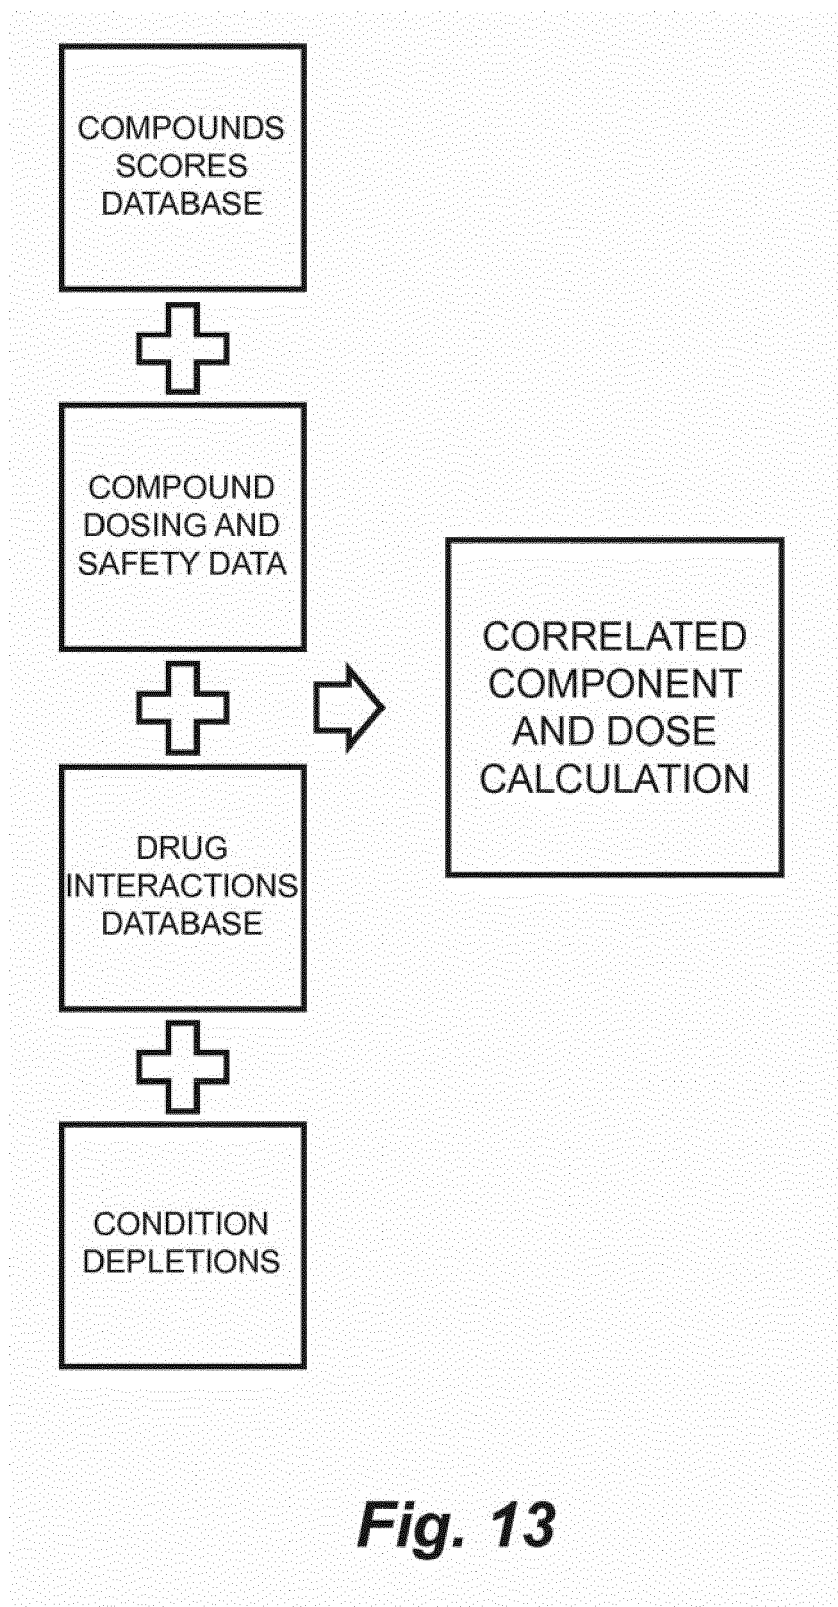 COMPOUNDS
SCORES
DATABASE
COMPOUND
DOSING AND
SAFETY DATA
DRUG
INTERACTIONS
DATABASE
CONDITION
DEPLETIONS
CORRELATED
COMPONENT
AND DOSE
CALCULATION
Fig. 13